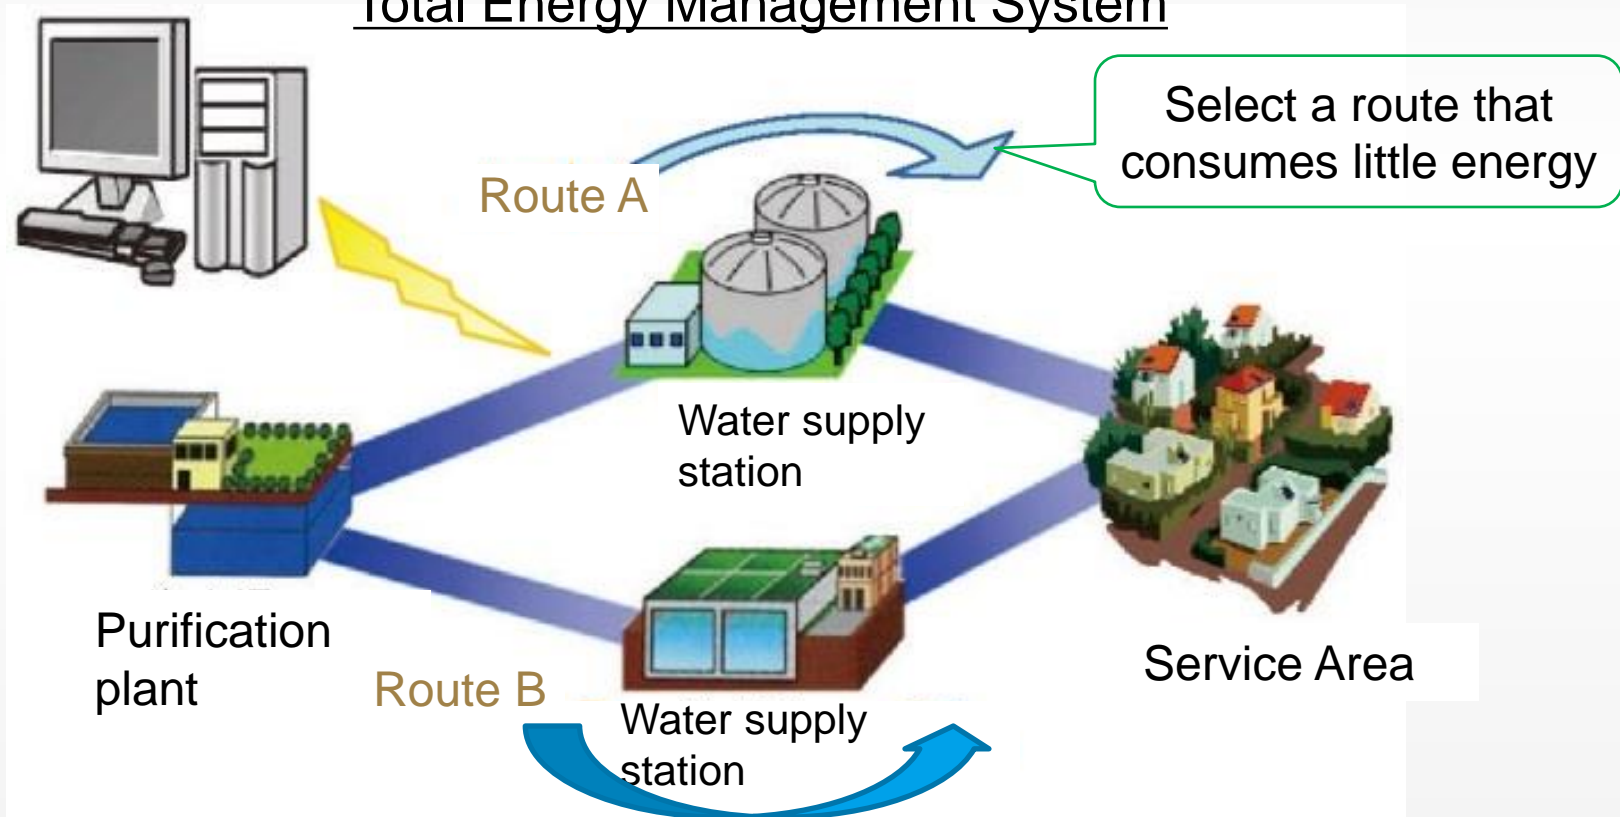 Total Energy Management System
Select a route that
consumes little energy
Route A
Water supply
station
Purification
plant
Route B
Water supply
station
Service Area